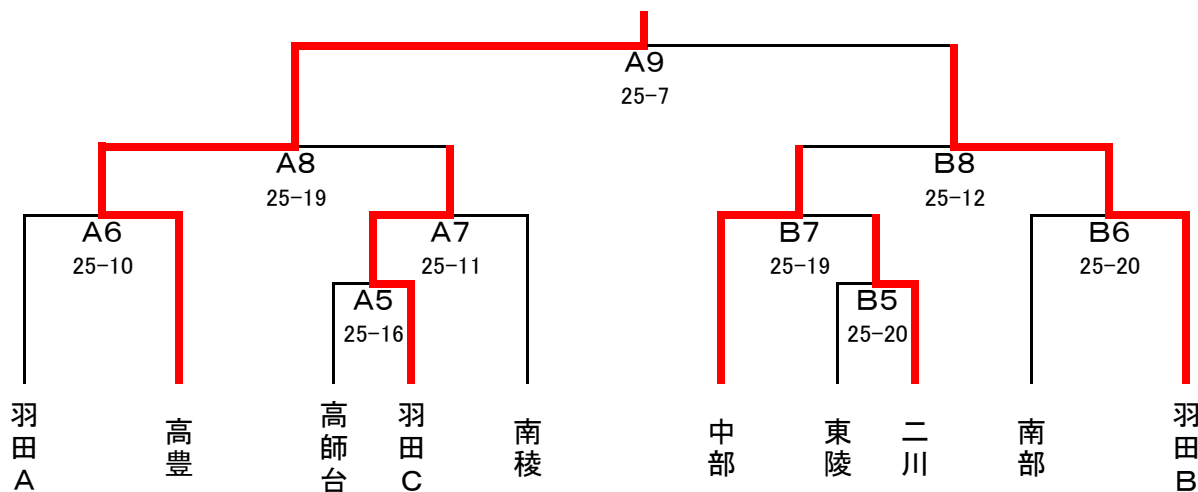 A9
25-7
A8
25-19
B8
25-12
A6
25-10
A7
25-11
B7
25-19
B6
25-20
A5
25-16
B5
25-20
羽田A
高豊
高師台
羽田C
南稜
中部
東陵
二川
南部
羽田B